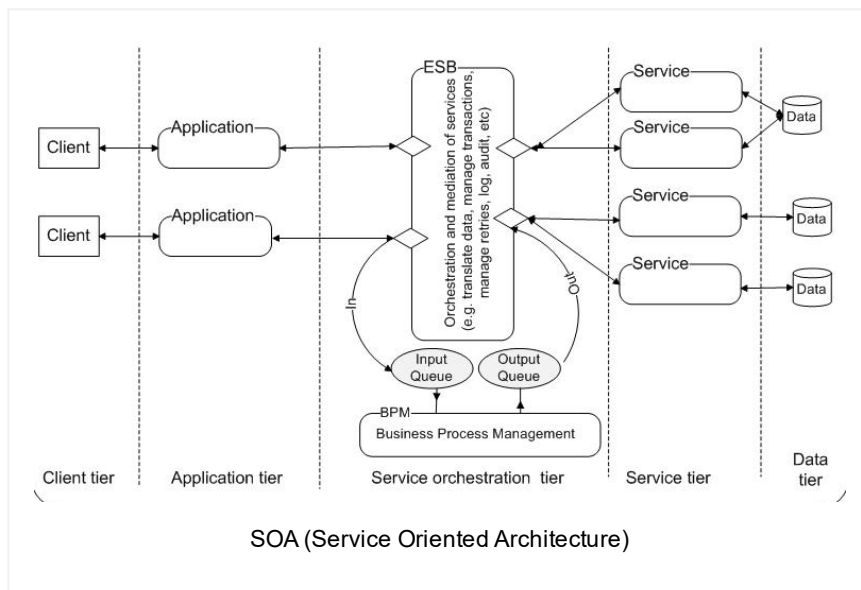 ESB
Service
Service
Service
Service
Data
Data
Data
Client
Client
Application
Application
Orchestration and mediation of services
(e.g. translate data, manage transactions,
manage retries, log, audit, etc)
In
Out
Input
Queue
Output
Queue
BPM
Business Process Management
Client tier
Application tier
Service orchestration tier
Service tier
Data
tier
SOA (Service Oriented Architecture)